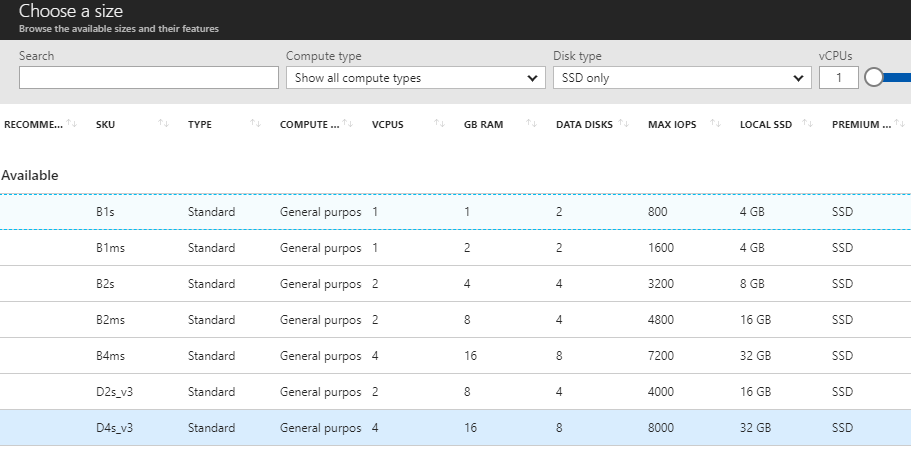 Choose a size
Browse the available sizes and their features
Search Compute type Disk type vCPUs
Show all compute types SSD only 1
RECOMME... SKU TYPE COMPUTE ... VCPUS GB RAM DATA DISKS MAX IOPS LOCAL SSD PREMIUM ...
Available
B1s Standard General purpos 1 1 2 800 4 GB SSD
B1ms Standard General purpos 1 2 2 1600 4 GB SSD
B2s Standard General purpos 2 4 4 3200 8 GB SSD
B2ms Standard General purpos 2 8 4 4800 16 GB SSD
B4ms Standard General purpos 4 16 8 7200 32 GB SSD
D2s_v3 Standard General purpos 2 8 4 4000 16 GB SSD
D4s_v3 Standard General purpos 4 16 8 8000 32 GB SSD